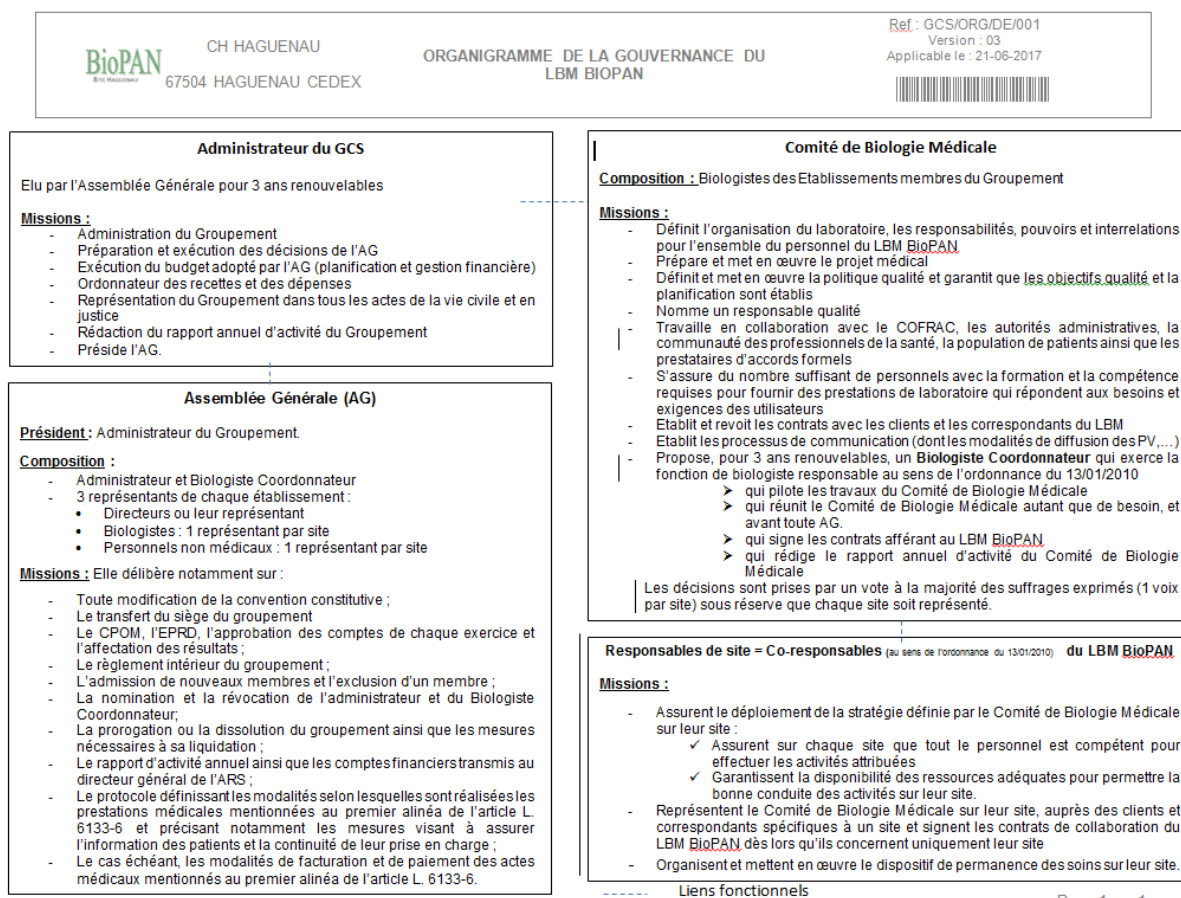 BioPAN
SITE HAGUENAU
CH HAGUENAU
67504 HAGUENAU CEDEX
ORGANIGRAMME DE LA GOUVERNANCE DU
LBM BIOPAN
Ref : GCS/ORG/DE/001
Version : 03
Applicable le : 21-06-2017
Administrateur du GCS
Elu par l'Assemblée Générale pour 3 ans renouvelables
Missions :
- Administration du Groupement
- Préparation et exécution des décisions de l'AG
- Exécution du budget adopté par l'AG (planification et gestion financière)
- Ordonnateur des recettes et des dépenses
- Représentation du Groupement dans tous les actes de la vie civile et en
justice
- Rédaction du rapport annuel d'activité du Groupement
- Préside l'AG.
Assemblée Générale (AG)
Président : Administrateur du Groupement.
Composition :
- Administrateur et Biologiste Coordonnateur
- 3 représentants de chaque établissement :
• Directeurs ou leur représentant
• Biologistes : 1 représentant par site
• Personnels non médicaux : 1 représentant par site
Missions : Elle délibère notamment sur :
- Toute modification de la convention constitutive ;
- Le transfert du siège du groupement
- Le CPOM, l'EPRD, l'approbation des comptes de chaque exercice et
l'affectation des résultats ;
- Le règlement intérieur du groupement ;
- L'admission de nouveaux membres et l'exclusion d'un membre ;
- La nomination et la révocation de l'administrateur et du Biologiste
Coordonnateur;
- La prorogation ou la dissolution du groupement ainsi que les mesures
nécessaires à sa liquidation ;
- Le rapport d'activité annuel ainsi que les comptes financiers transmis au
directeur général de l'ARS ;
- Le protocole définissant les modalités selon lesquelles sont réalisées les
prestations médicales mentionnées au premier alinéa de l'article L.
6133-6 et précisant notamment les mesures visant à assurer
l'information des patients et la continuité de leur prise en charge ;
- Le cas échéant, les modalités de facturation et de paiement des actes
médicaux mentionnés au premier alinéa de l'article L. 6133-6.
Comité de Biologie Médicale
Composition : Biologistes des Etablissements membres du Groupement
Missions :
- Définit l'organisation du laboratoire, les responsabilités, pouvoirs et interrelations
pour l'ensemble du personnel du LBM BioPAN
- Prépare et met en œuvre le projet médical
- Définit et met en œuvre la politique qualité et garantit que les objectifs qualité et la
planification sont établis
- Nomme un responsable qualité
- Travaille en collaboration avec le COFRAC, les autorités administratives, la
communauté des professionnels de la santé, la population de patients ainsi que les
prestataires d'accords formels
- S'assure du nombre suffisant de personnels avec la formation et la compétence
requises pour fournir des prestations de laboratoire qui répondent aux besoins et
exigences des utilisateurs
- Etablit et revoit les contrats avec les clients et les correspondants du LBM
- Etablit les processus de communication (dont les modalités de diffusion des PV,…)
- Propose, pour 3 ans renouvelables, un Biologiste Coordonnateur qui exerce la
fonction de biologiste responsable au sens de l'ordonnance du 13/01/2010
➢ qui pilote les travaux du Comité de Biologie Médicale
➢ qui réunit le Comité de Biologie Médicale autant que de besoin, et
avant toute AG.
➢ qui signe les contrats afférant au LBM BioPAN
➢ qui rédige le rapport annuel d'activité du Comité de Biologie
Médicale
Les décisions sont prises par un vote à la majorité des suffrages exprimés (1 voix
par site) sous réserve que chaque site soit représenté.
Responsables de site = Co-responsables (au sens de l'ordonnance du 13/01/2010) du LBM BioPAN
Missions :
- Assurent le déploiement de la stratégie définie par le Comité de Biologie Médicale
sur leur site :
✓ Assurent sur chaque site que tout le personnel est compétent pour
effectuer les activités attribuées
✓ Garantissent la disponibilité des ressources adéquates pour permettre la
bonne conduite des activités sur leur site.
- Représentent le Comité de Biologie Médicale sur leur site, auprès des clients et
correspondants spécifiques à un site et signent les contrats de collaboration du
LBM BioPAN dès lors qu'ils concernent uniquement leur site
- Organisent et mettent en œuvre le dispositif de permanence des soins sur leur site.
Liens fonctionnels